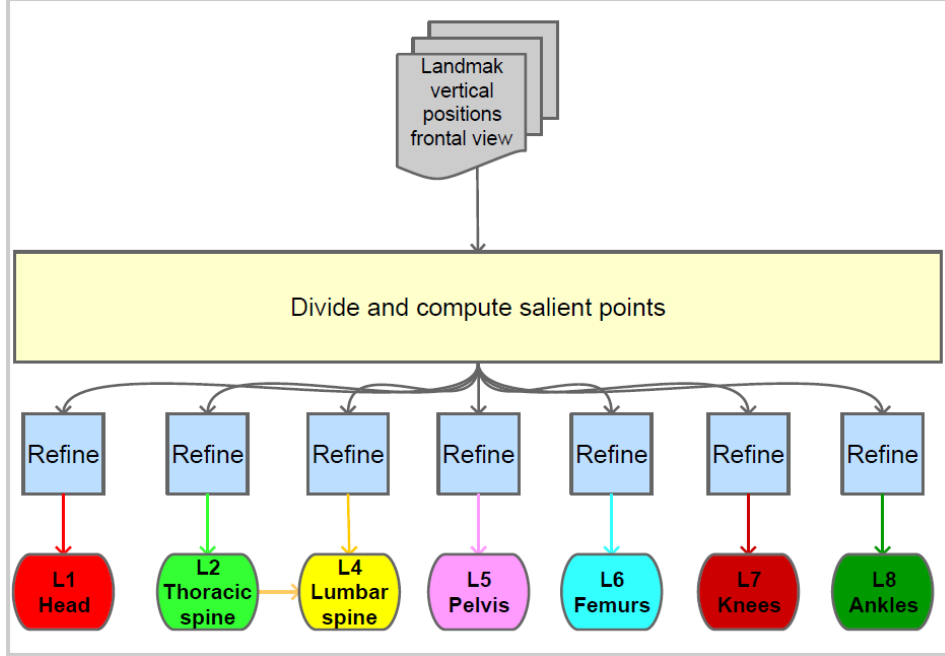 Landmak
vertical
positions
frontal view
Divide and compute salient points
Refine
Refine
Refine
Refine
Refine
Refine
Refine
L1
Head
L2
Thoracic
spine
L4
Lumbar
spine
L5
Pelvis
L6
Femurs
L7
Knees
L8
Ankles